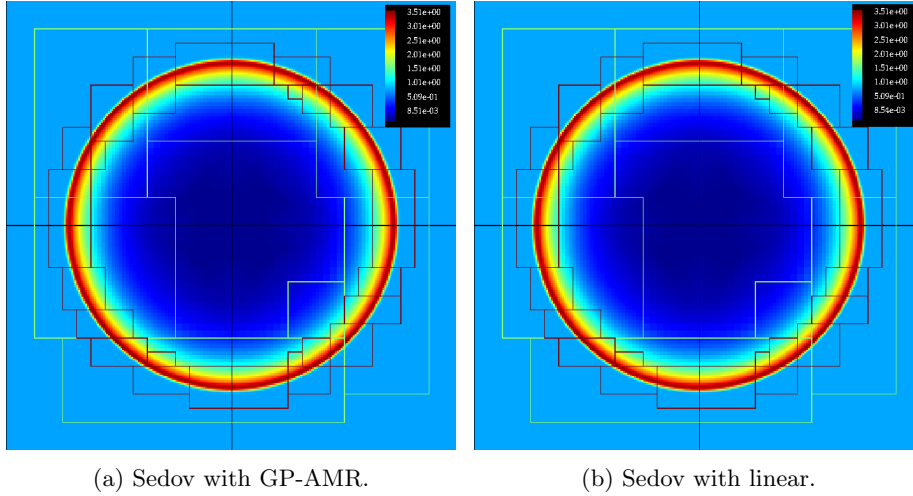 3.51e+00
3.01e+00
2.51e+00
2.01e+00
1.51e+00
1.01e+00
5.09e-01
8.51e-03
3.51e+00
3.01e+00
2.51e+00
2.01e+00
1.51e+00
1.01e+00
5.09e-01
8.54e-03
(a) Sedov with GP-AMR.
(b) Sedov with linear.